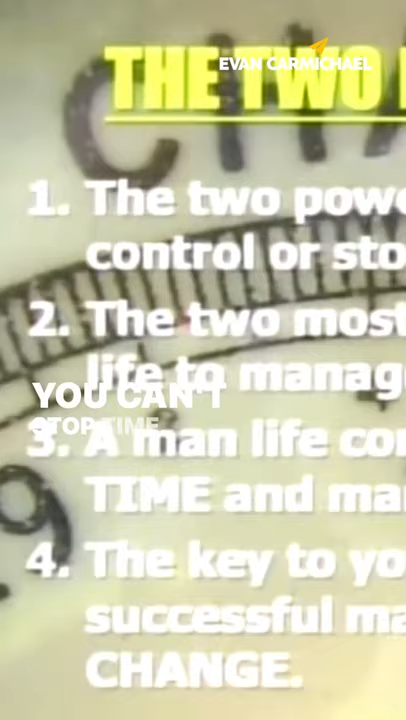 EVAN CARMICHAEL
THE TWO
1. The two powe
control or sto
2. The two most
life to manag
YOU CAN'T
STOP TIME
3. A man life co
TIME and ma
4. The key to yo
successful ma
CHANGE.